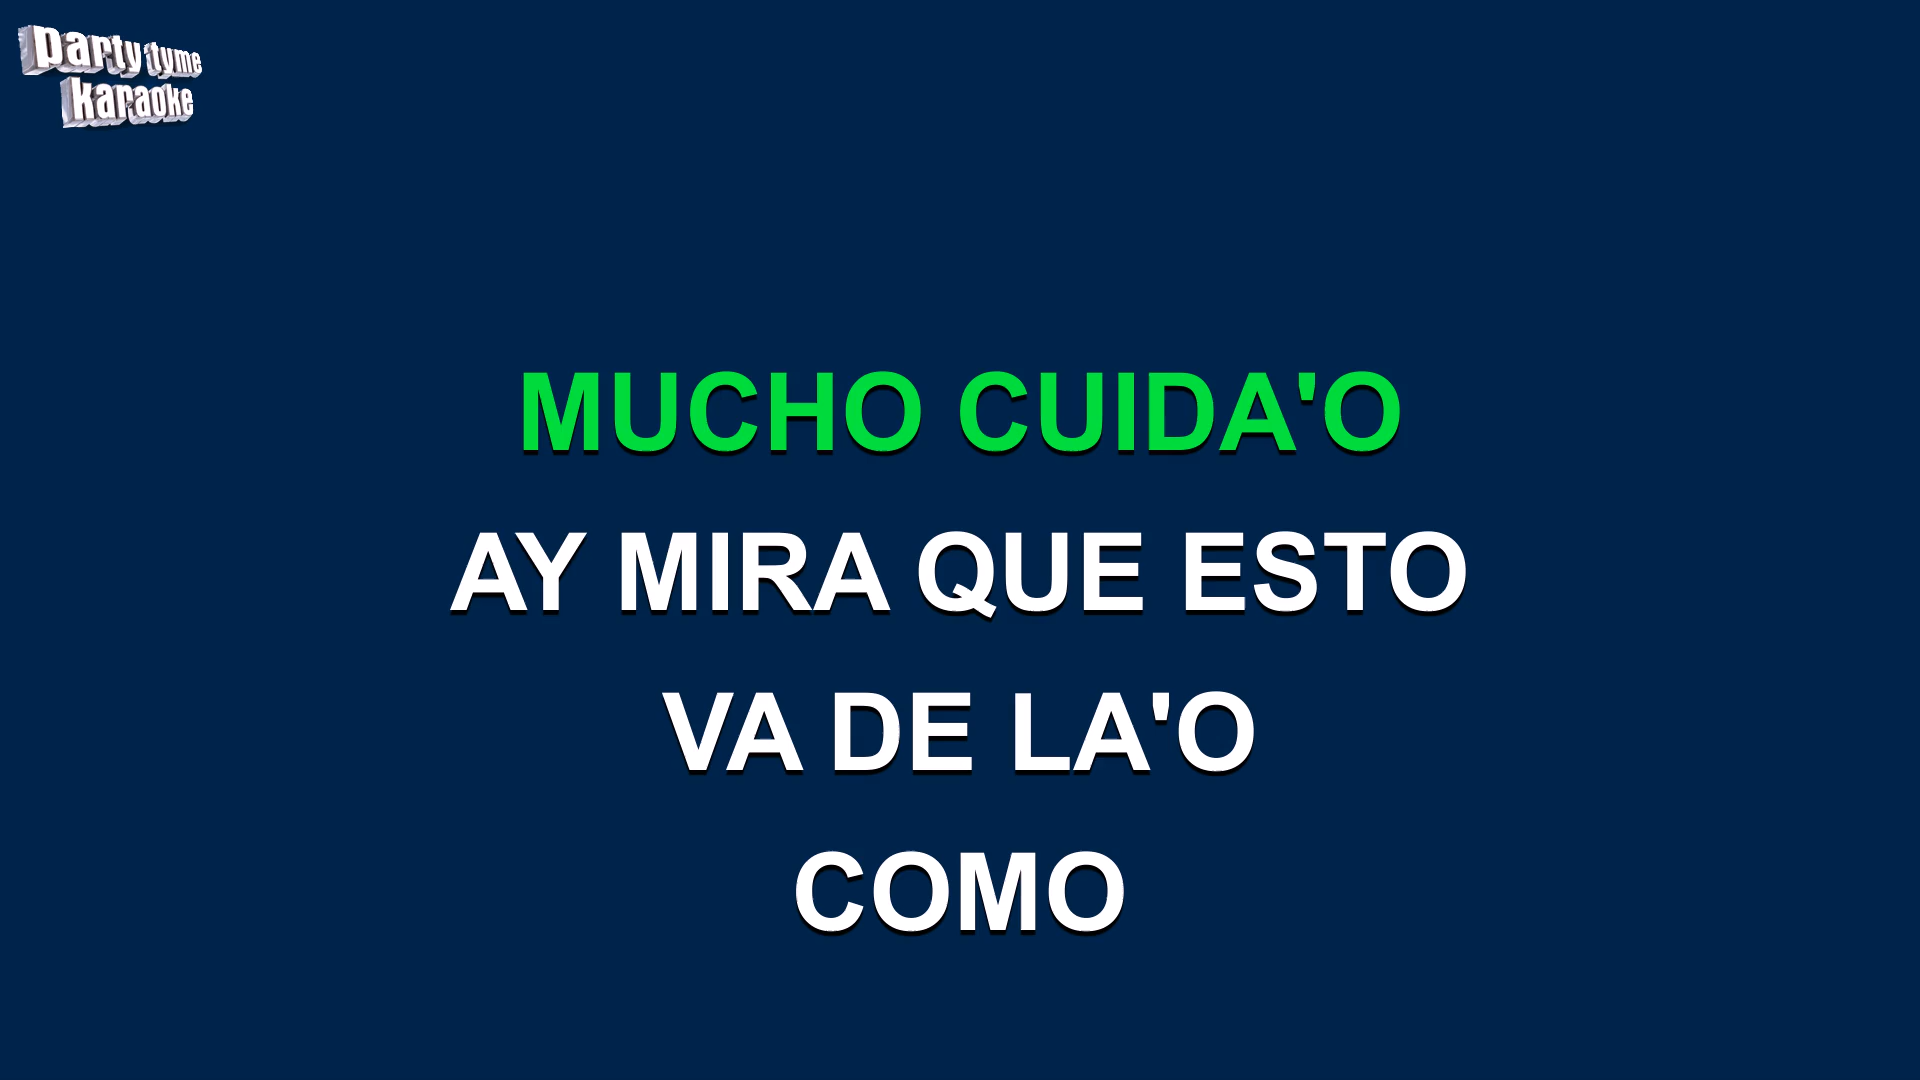 party tyme
karaoke
MUCHO CUIDA'O
AY MIRA QUE ESTO
VA DE LA'O
COMO